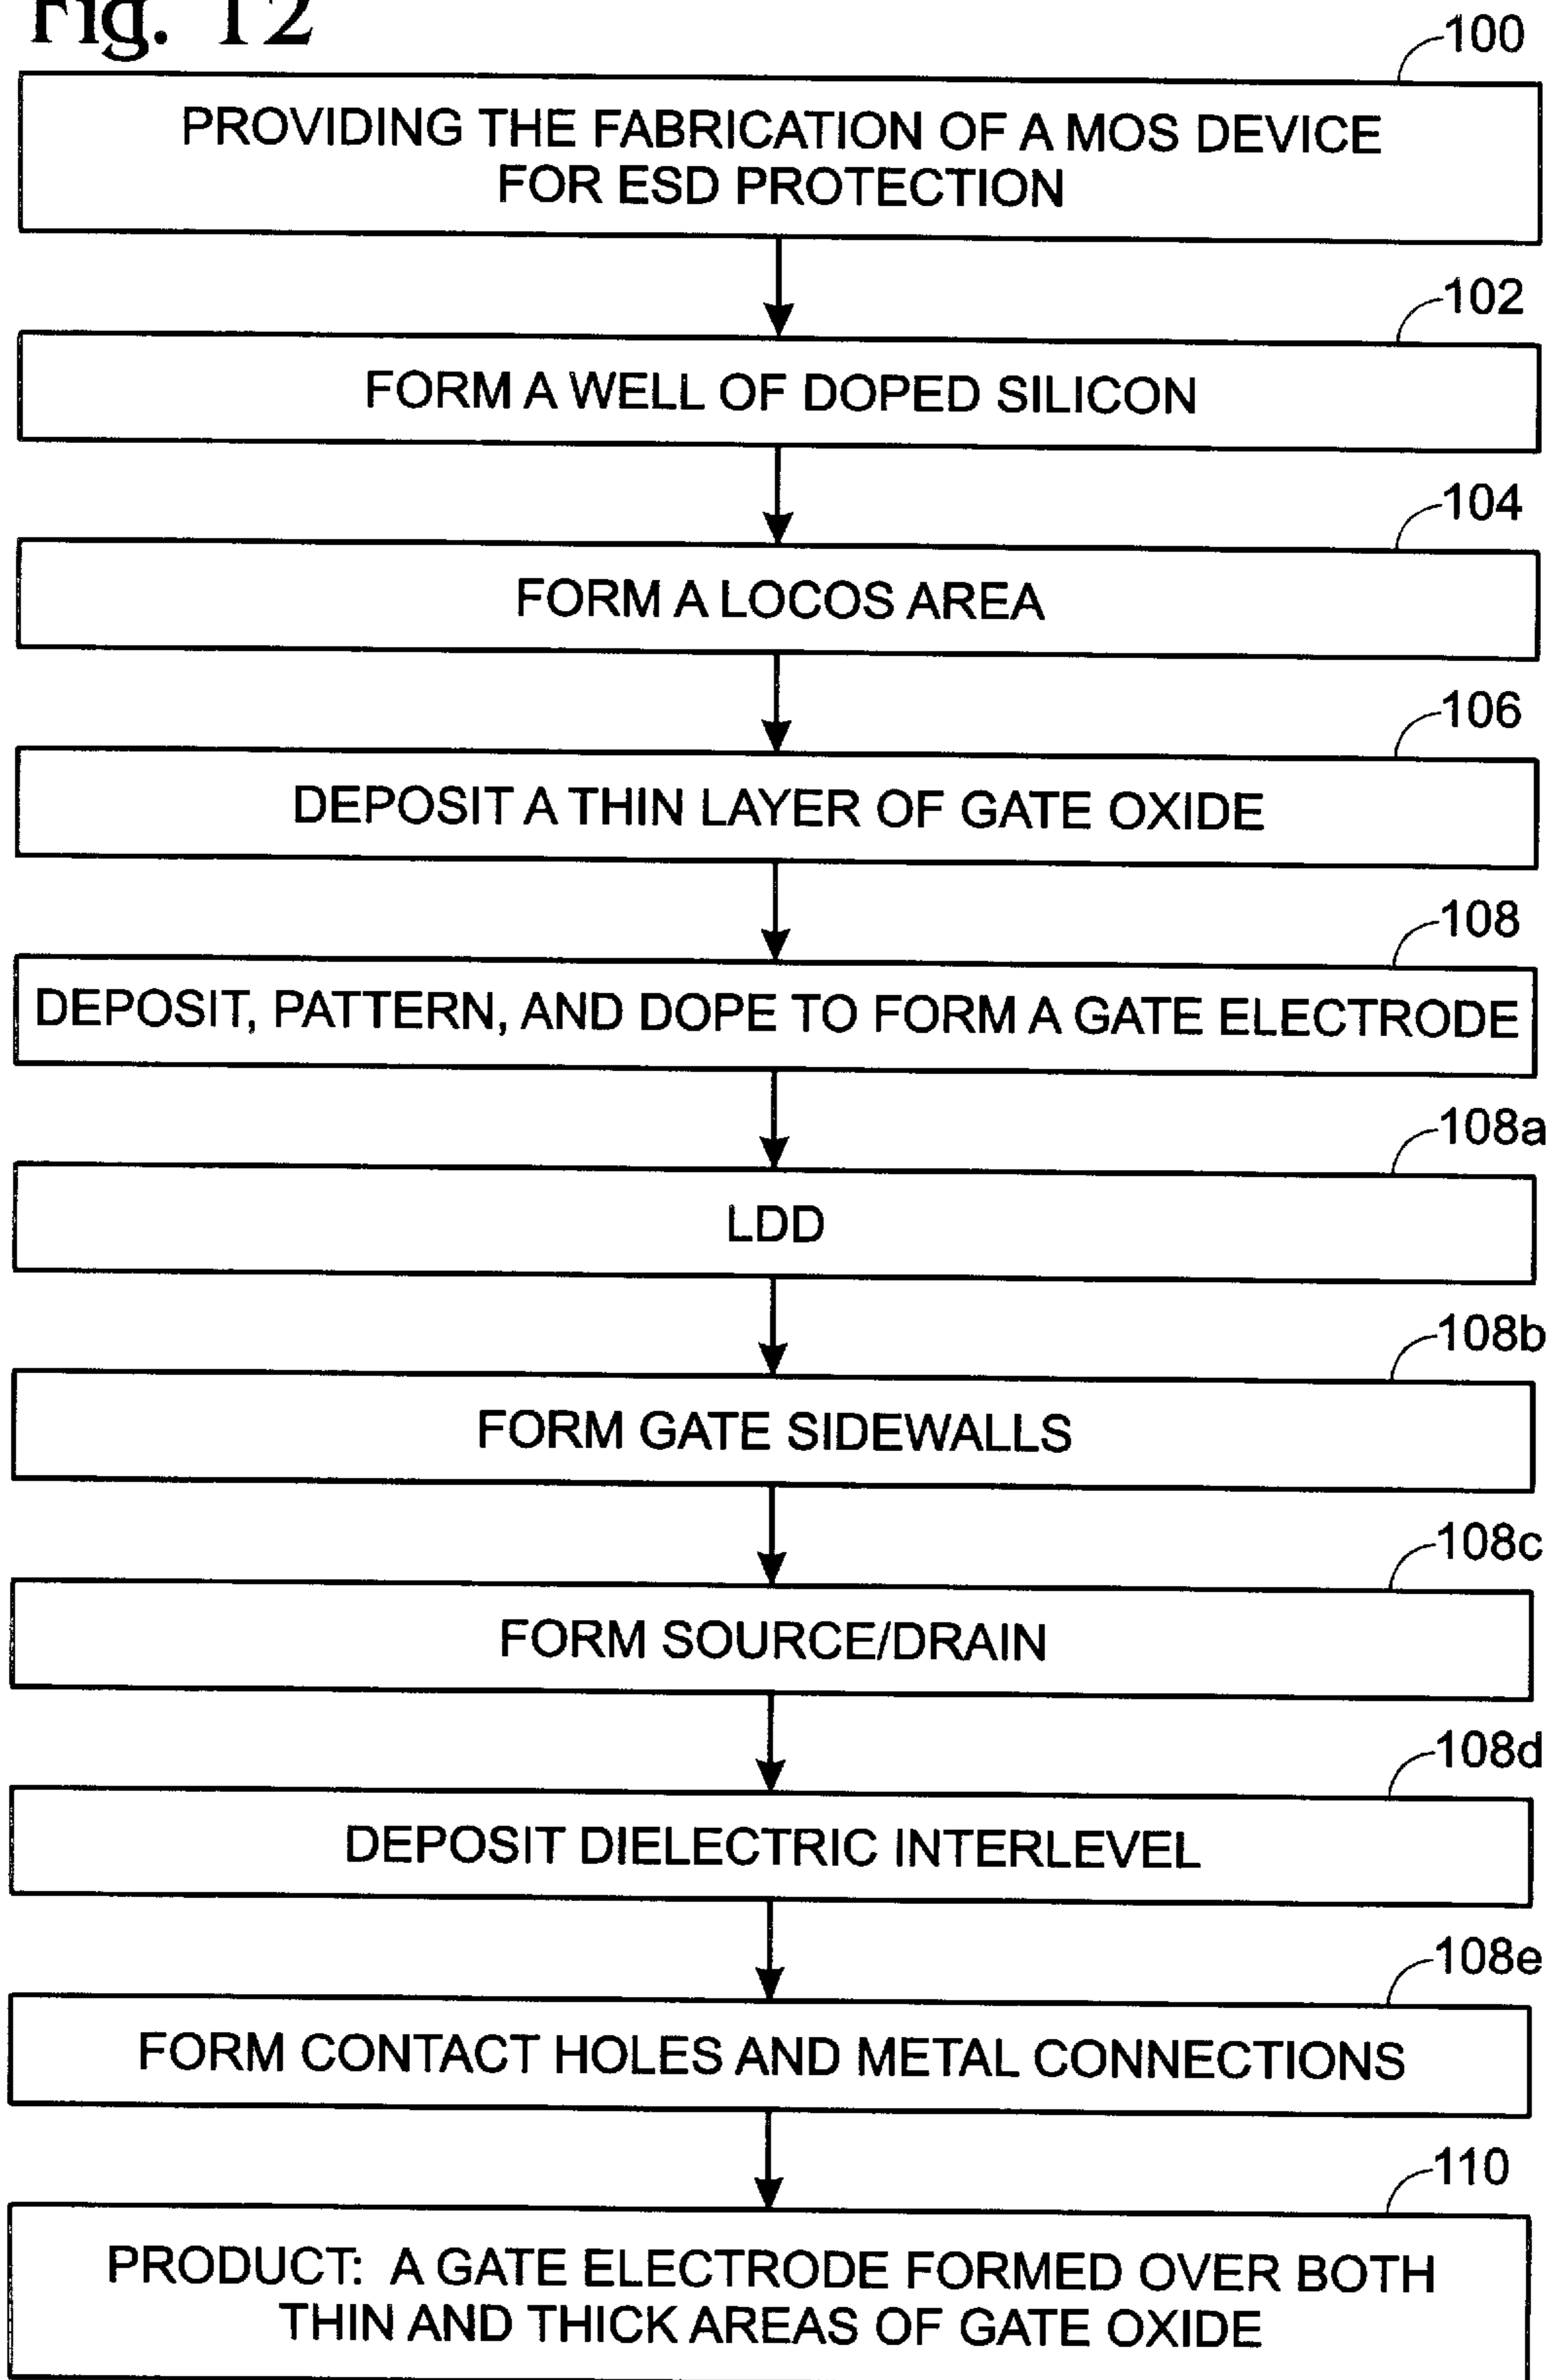 Fig. 12
100
PROVIDING THE FABRICATION OF A MOS DEVICE
FOR ESD PROTECTION
102
FORM A WELL OF DOPED SILICON
104
FORM A LOCOS AREA
106
DEPOSIT A THIN LAYER OF GATE OXIDE
108
DEPOSIT, PATTERN, AND DOPE TO FORM A GATE ELECTRODE
108a
LDD
108b
FORM GATE SIDEWALLS
108c
FORM SOURCE/DRAIN
108d
DEPOSIT DIELECTRIC INTERLEVEL
108e
FORM CONTACT HOLES AND METAL CONNECTIONS
110
PRODUCT: A GATE ELECTRODE FORMED OVER BOTH
THIN AND THICK AREAS OF GATE OXIDE